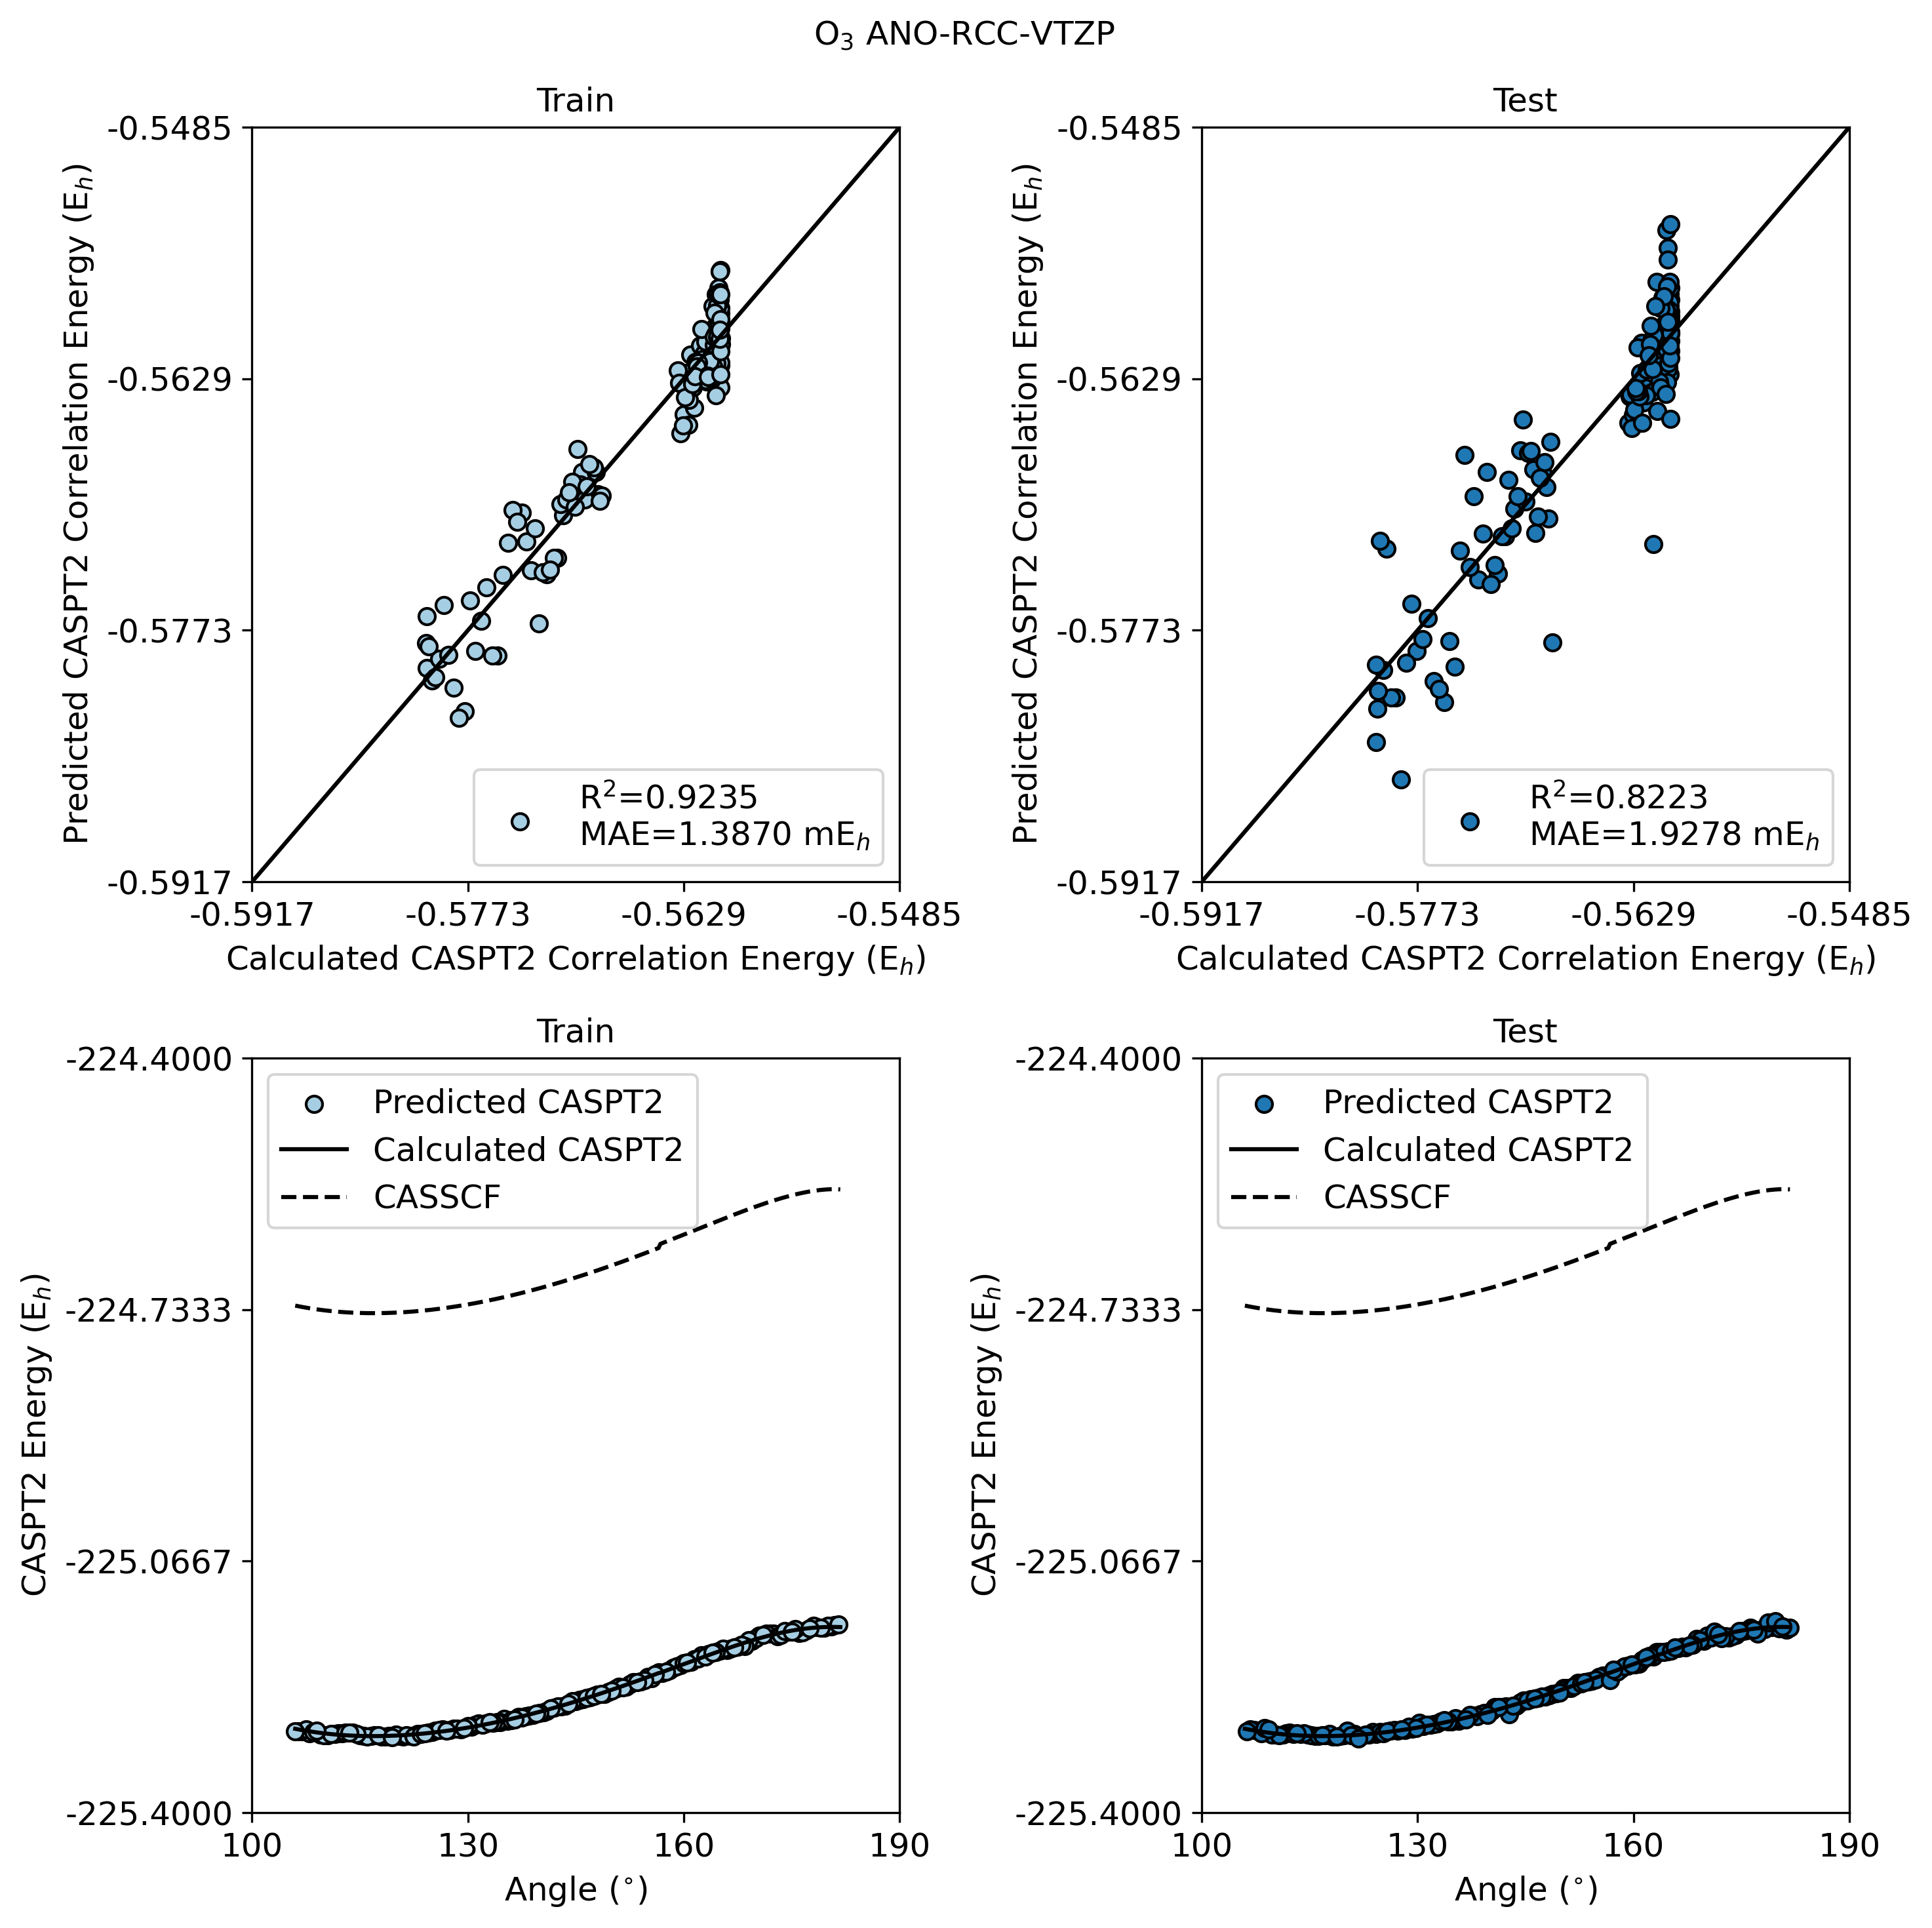 O₃ ANO-RCC-VTZP
Train
-0.5485
-0.5629
-0.5773
-0.5917
Predicted CASPT2 Correlation Energy (Eₕ)
R²=0.9235
MAE=1.3870 mEₕ
-0.5917 -0.5773 -0.5629 -0.5485
Calculated CASPT2 Correlation Energy (Eₕ)
Test
-0.5485
-0.5629
-0.5773
-0.5917
Predicted CASPT2 Correlation Energy (Eₕ)
R²=0.8223
MAE=1.9278 mEₕ
-0.5917 -0.5773 -0.5629 -0.5485
Calculated CASPT2 Correlation Energy (Eₕ)
Train
-224.4000
-224.7333
-225.0667
-225.4000
CASPT2 Energy (Eₕ)
Predicted CASPT2
Calculated CASPT2
CASSCF
100 130 160 190
Angle (°)
Test
-224.4000
-224.7333
-225.0667
-225.4000
CASPT2 Energy (Eₕ)
Predicted CASPT2
Calculated CASPT2
CASSCF
100 130 160 190
Angle (°)